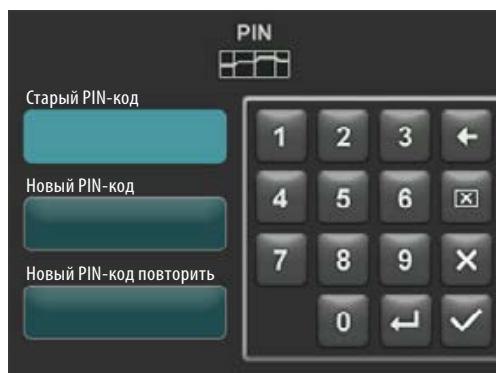 PIN
Старый PIN-код
Новый PIN-код
Новый PIN-код повторить
1 2 3
4 5 6
7 8 9
0